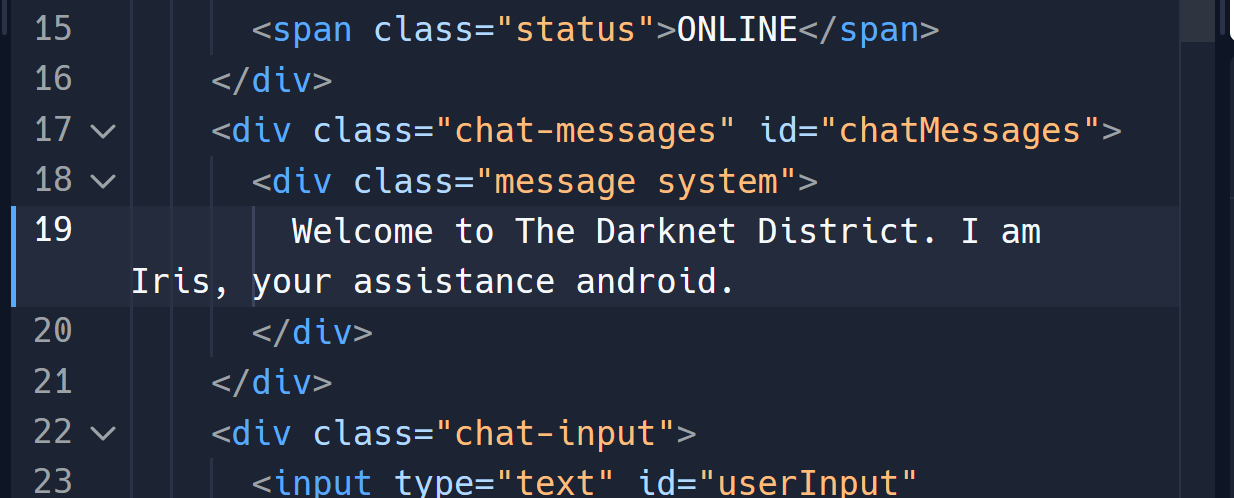 15 <span class="status">ONLINE</span>
16 </div>
17 <div class="chat-messages" id="chatMessages">
18 <div class="message system">
19 Welcome to The Darknet District. I am
Iris, your assistance android.
20 </div>
21 </div>
22 <div class="chat-input">
23 <input type="text" id="userInput"